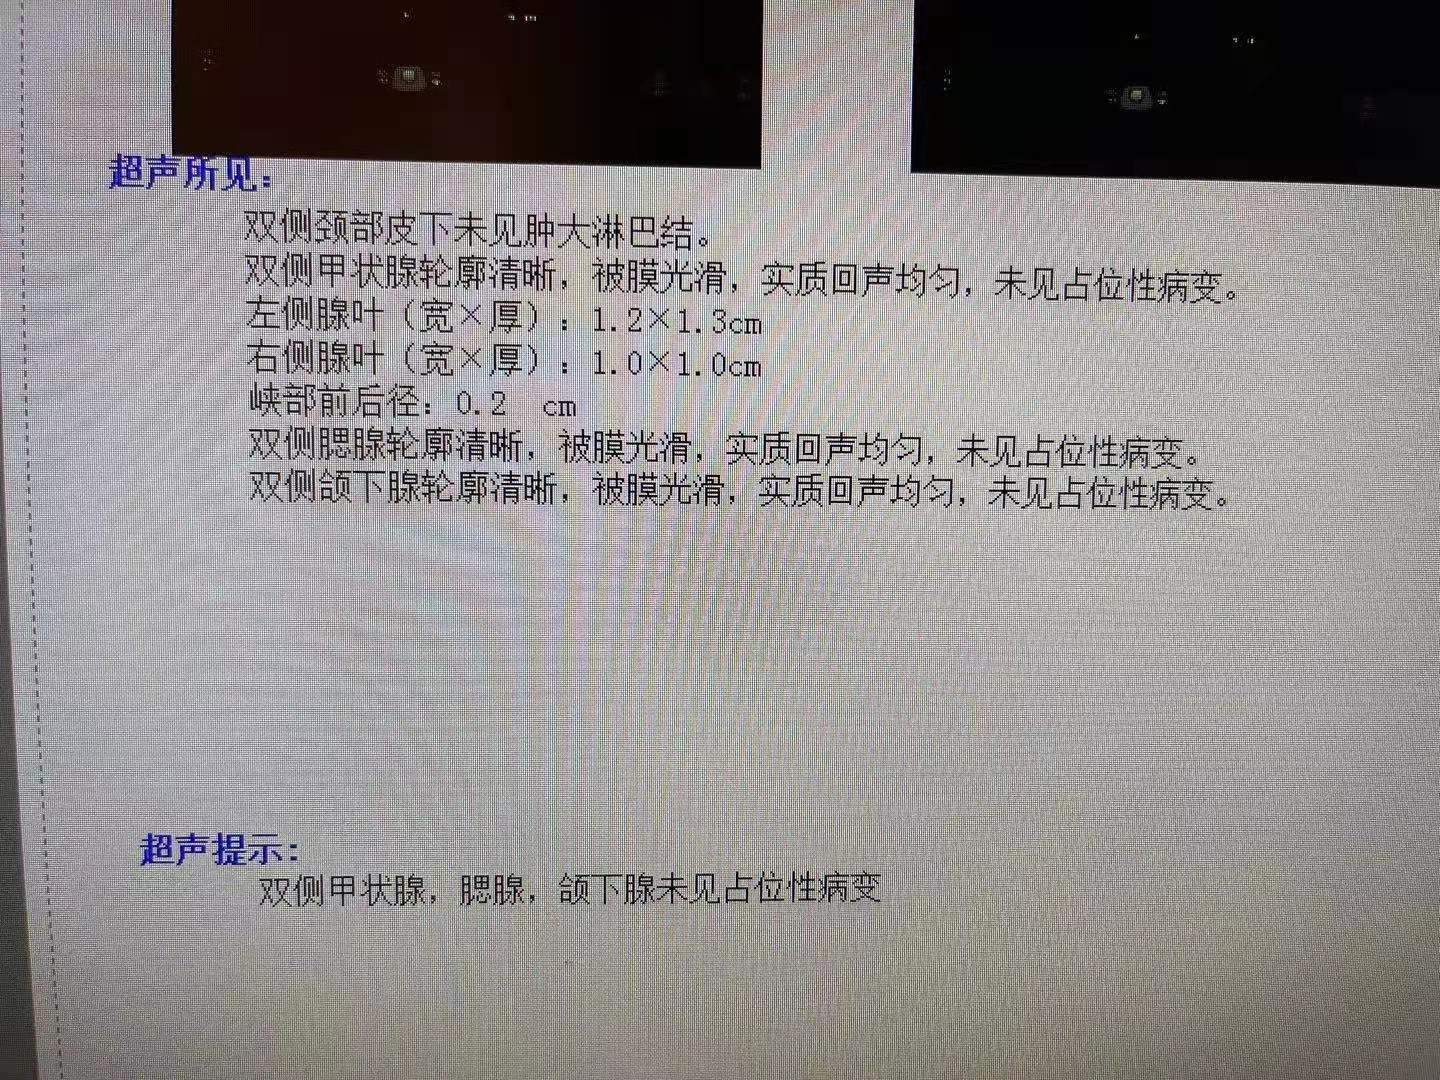 超声所见：
双侧颈部皮下未见肿大淋巴结。
双侧甲状腺轮廓清晰，被膜光滑，实质回声均匀，未见占位性病变。
左侧腺叶（宽×厚）：1.2×1.3cm
右侧腺叶（宽×厚）：1.0×1.0cm
峡部前后径：0.2 cm
双侧腮腺轮廓清晰，被膜光滑，实质回声均匀，未见占位性病变。
双侧颌下腺轮廓清晰，被膜光滑，实质回声均匀，未见占位性病变。
超声提示：
双侧甲状腺，腮腺，颌下腺未见占位性病变